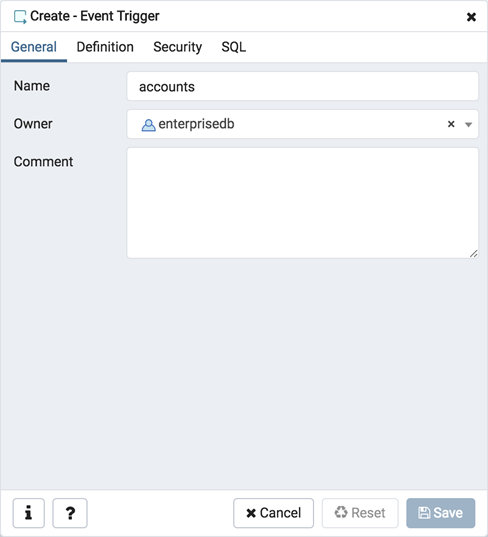 Create - Event Trigger
General Definition Security SQL
Name accounts
Owner enterprisedb
Comment
i ? Cancel Reset Save